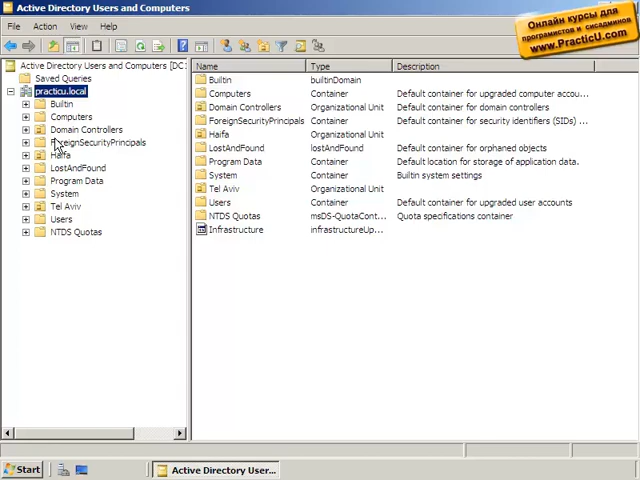 Active Directory Users and Computers
Онлайн курсы для
програмистов и сисадминов
www.PracticU.com
File Action View Help
Active Directory Users and Computers [DC
Saved Queries
practicu.local
Builtin
Computers
Domain Controllers
ForeignSecurityPrincipals
Haifa
LostAndFound
Program Data
System
Tel Aviv
Users
NTDS Quotas
Name Type Description
Builtin builtinDomain
Computers Container Default container for upgraded computer accou...
Domain Controllers Organizational Unit Default container for domain controllers
ForeignSecurityPrincipals Container Default container for security identifiers (SIDs) ...
Haifa Organizational Unit
LostAndFound lostAndFound Default container for orphaned objects
Program Data Container Default location for storage of application data.
System Container Builtin system settings
Tel Aviv Organizational Unit
Users Container Default container for upgraded user accounts
NTDS Quotas msDS-QuotaCont... Quota specifications container
Infrastructure infrastructureUp...
Start Active Directory User...